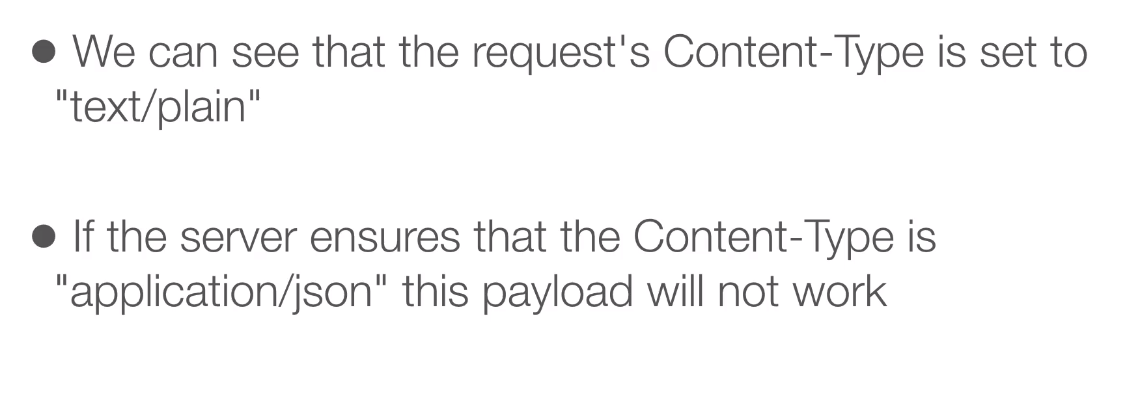 ● We can see that the request's Content-Type is set to
"text/plain"
● If the server ensures that the Content-Type is
"application/json" this payload will not work